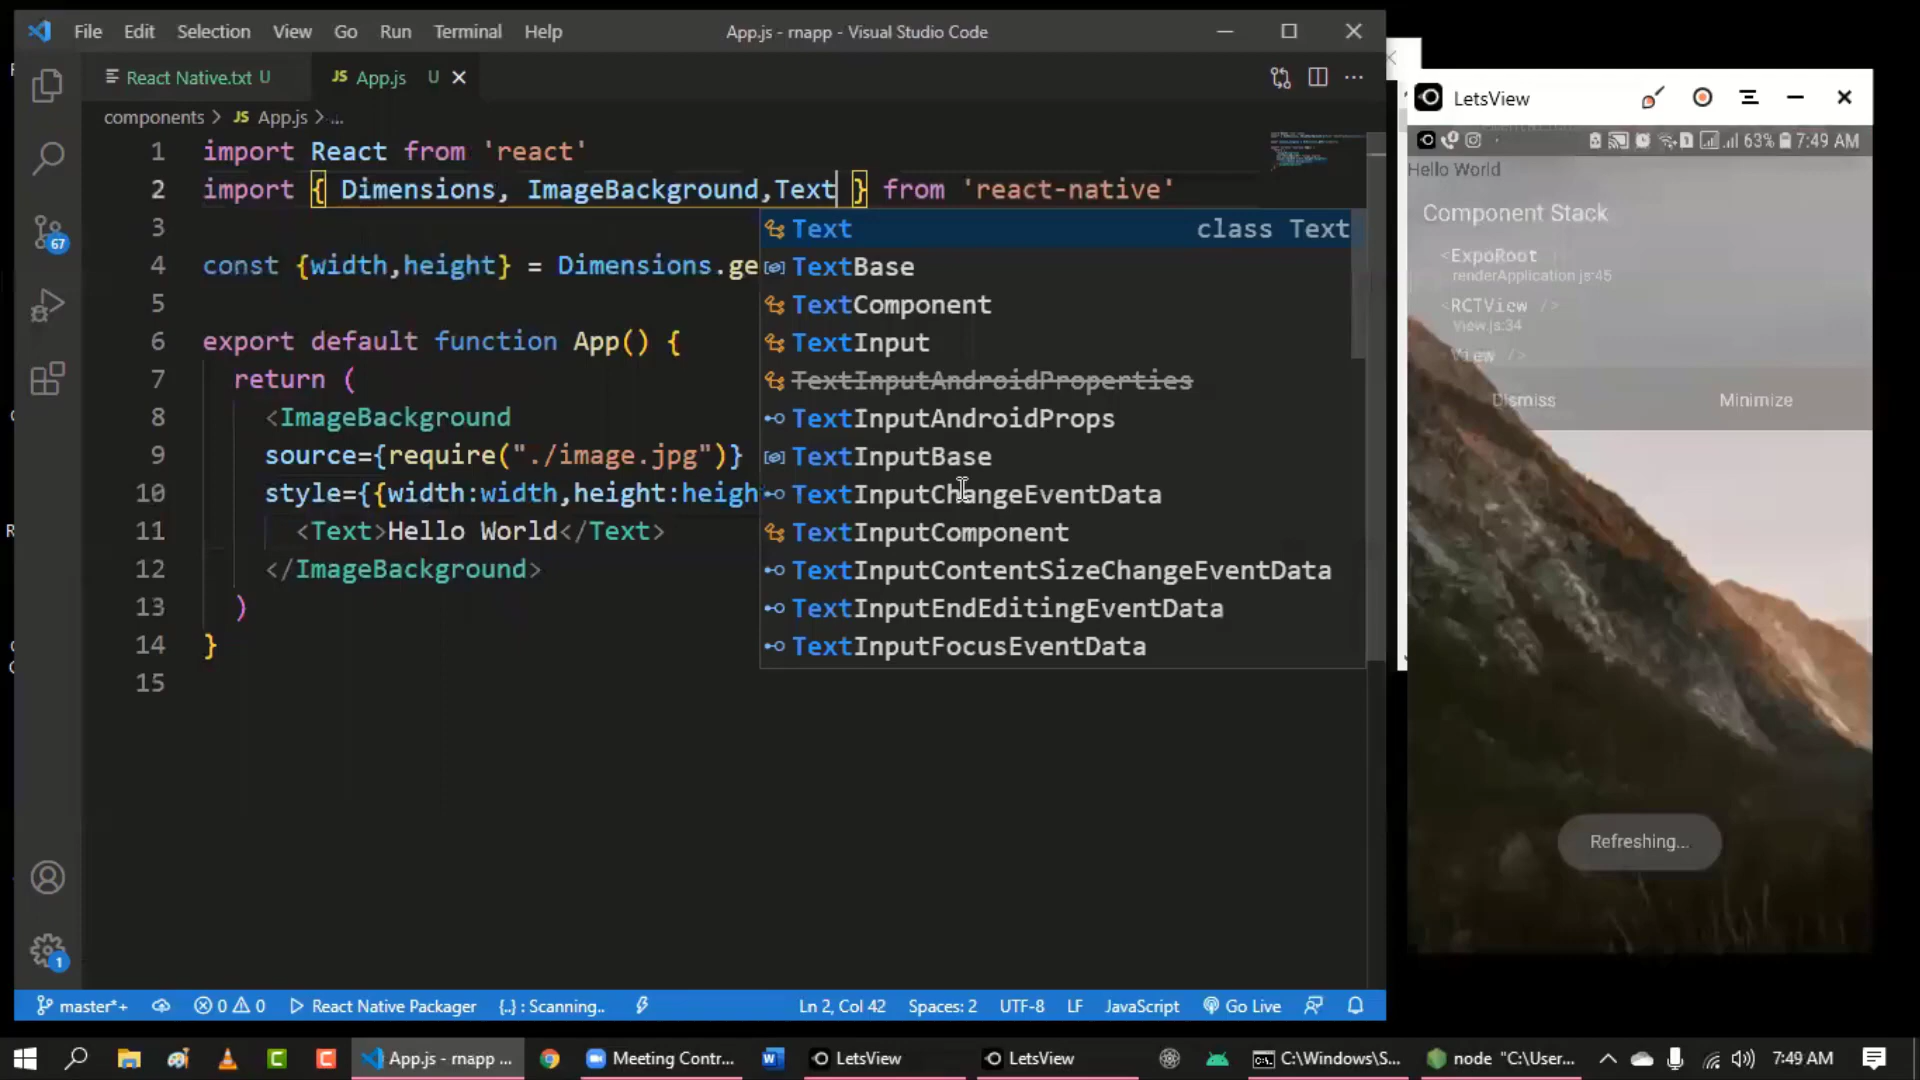 File Edit Selection View Go Run Terminal Help
App.js - rnapp - Visual Studio Code
React Native.txt U
JS App.js U
components > JS App.js > ...
1 import React from 'react'
2 import { Dimensions, ImageBackground,Text } from 'react-native'
3
4 const {width,height} = Dimensions.ge
5
6 export default function App() {
7 return (
8 <ImageBackground
9 source={require("./image.jpg")}
10 style={{width:width,height:heigh
11 <Text>Hello World</Text>
12 </ImageBackground>
13 )
14 }
15
Text class Text
TextBase
TextComponent
TextInput
TextInputAndroidProperties
TextInputAndroidProps
TextInputBase
TextInputChangeEventData
TextInputComponent
TextInputContentSizeChangeEventData
TextInputEndEditingEventData
TextInputFocusEventData
67
1
master*+
0 0
React Native Packager
{..} : Scanning..
Ln 2, Col 42
Spaces: 2
UTF-8
LF
JavaScript
Go Live
LetsView
63% 7:49 AM
Hello World
Component Stack
<ExpoRoot
renderApplication.js:45
<RCTView />
View.js:34
View />
Dismiss
Minimize
Refreshing...
App.js - rnapp ...
Meeting Contr...
LetsView
LetsView
C:\Windows\S...
node "C:\User...
7:49 AM